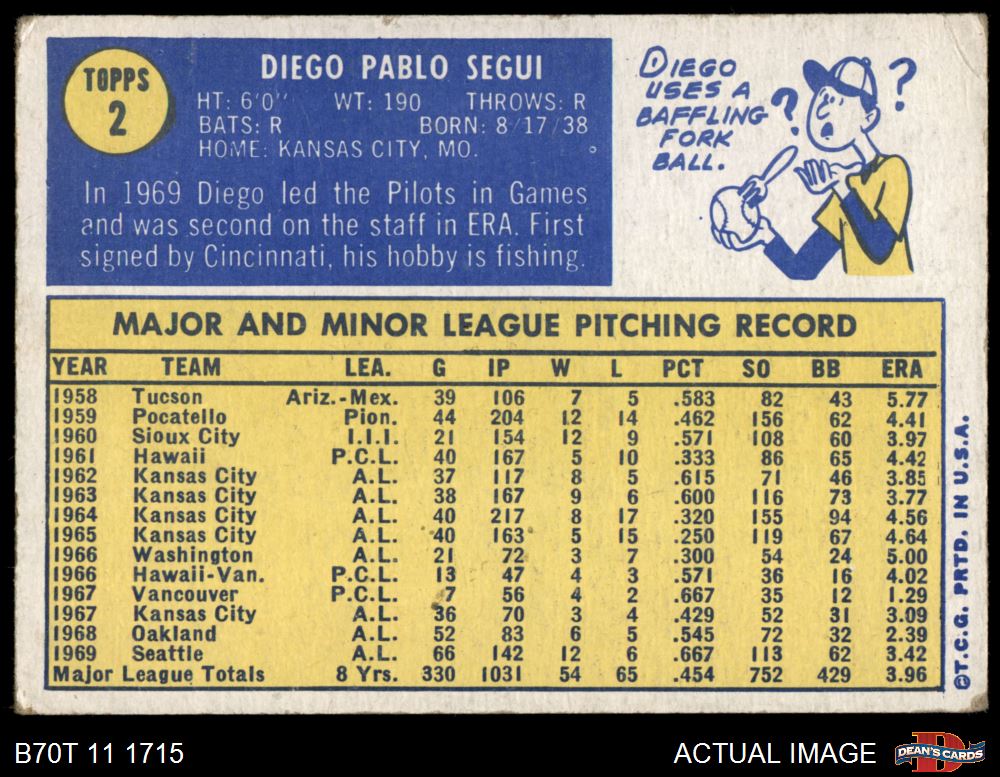 TOPPS
2
DIEGO PABLO SEGUI
HT: 6'0" WT: 190 THROWS: R
BATS: R BORN: 8/17/38
HOME: KANSAS CITY, MO.
In 1969 Diego led the Pilots in Games
and was second on the staff in ERA. First
signed by Cincinnati, his hobby is fishing.
DIEGO
USES A
BAFFLING
FORK
BALL.
? ?
MAJOR AND MINOR LEAGUE PITCHING RECORD
YEAR TEAM LEA. G IP W L PCT SO BB ERA
1958 Tucson Ariz.-Mex. 39 106 7 5 .583 82 43 5.77
1959 Pocatello Pion. 44 204 12 14 .462 156 62 4.41
1960 Sioux City I.I.I. 21 154 12 9 .571 108 60 3.97
1961 Hawaii P.C.L. 40 167 5 10 .333 86 65 4.42
1962 Kansas City A.L. 37 117 8 5 .615 71 46 3.85
1963 Kansas City A.L. 38 167 9 6 .600 116 73 3.77
1964 Kansas City A.L. 40 217 8 17 .320 155 94 4.56
1965 Kansas City A.L. 40 163 5 15 .250 119 67 4.64
1966 Washington A.L. 21 72 3 7 .300 54 24 5.00
1966 Hawaii-Van. P.C.L. 13 47 4 3 .571 36 16 4.02
1967 Vancouver P.C.L. 7 56 4 2 .667 35 12 1.29
1967 Kansas City A.L. 36 70 3 4 .429 52 31 3.09
1968 Oakland A.L. 52 83 6 5 .545 72 32 2.39
1969 Seattle A.L. 66 142 12 6 .667 113 62 3.42
Major League Totals 8 Yrs. 330 1031 54 65 .454 752 429 3.96
©T.C.G. PRTD. IN U.S.A.
B70T 11 1715
ACTUAL IMAGE
D
DEAN'S CARDS